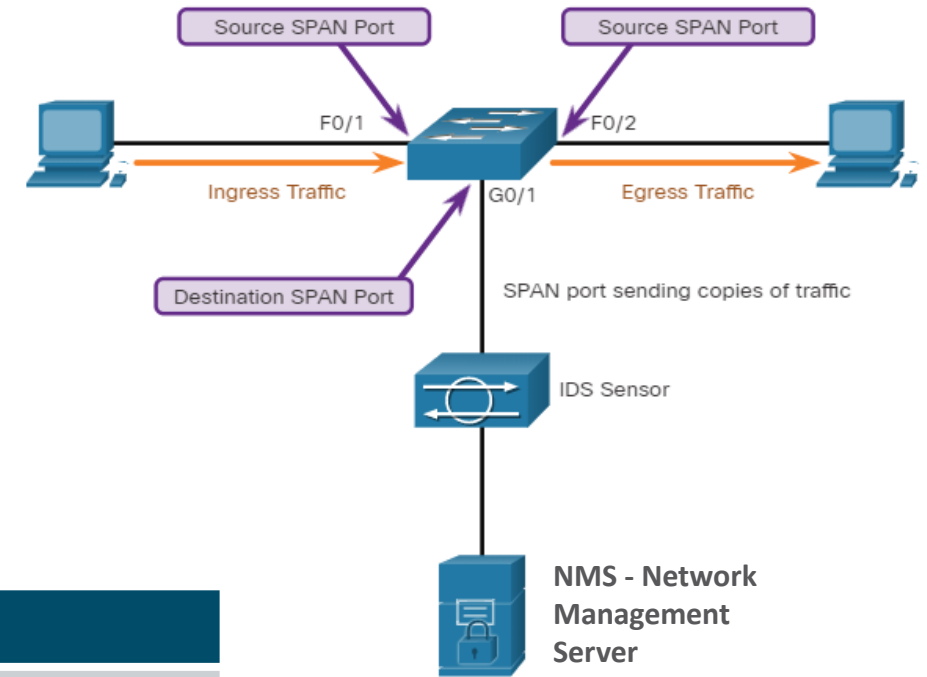 Source SPAN Port
Source SPAN Port
F0/1
F0/2
Ingress Traffic
G0/1
Egress Traffic
Destination SPAN Port
SPAN port sending copies of traffic
IDS Sensor
NMS - Network
Management
Server